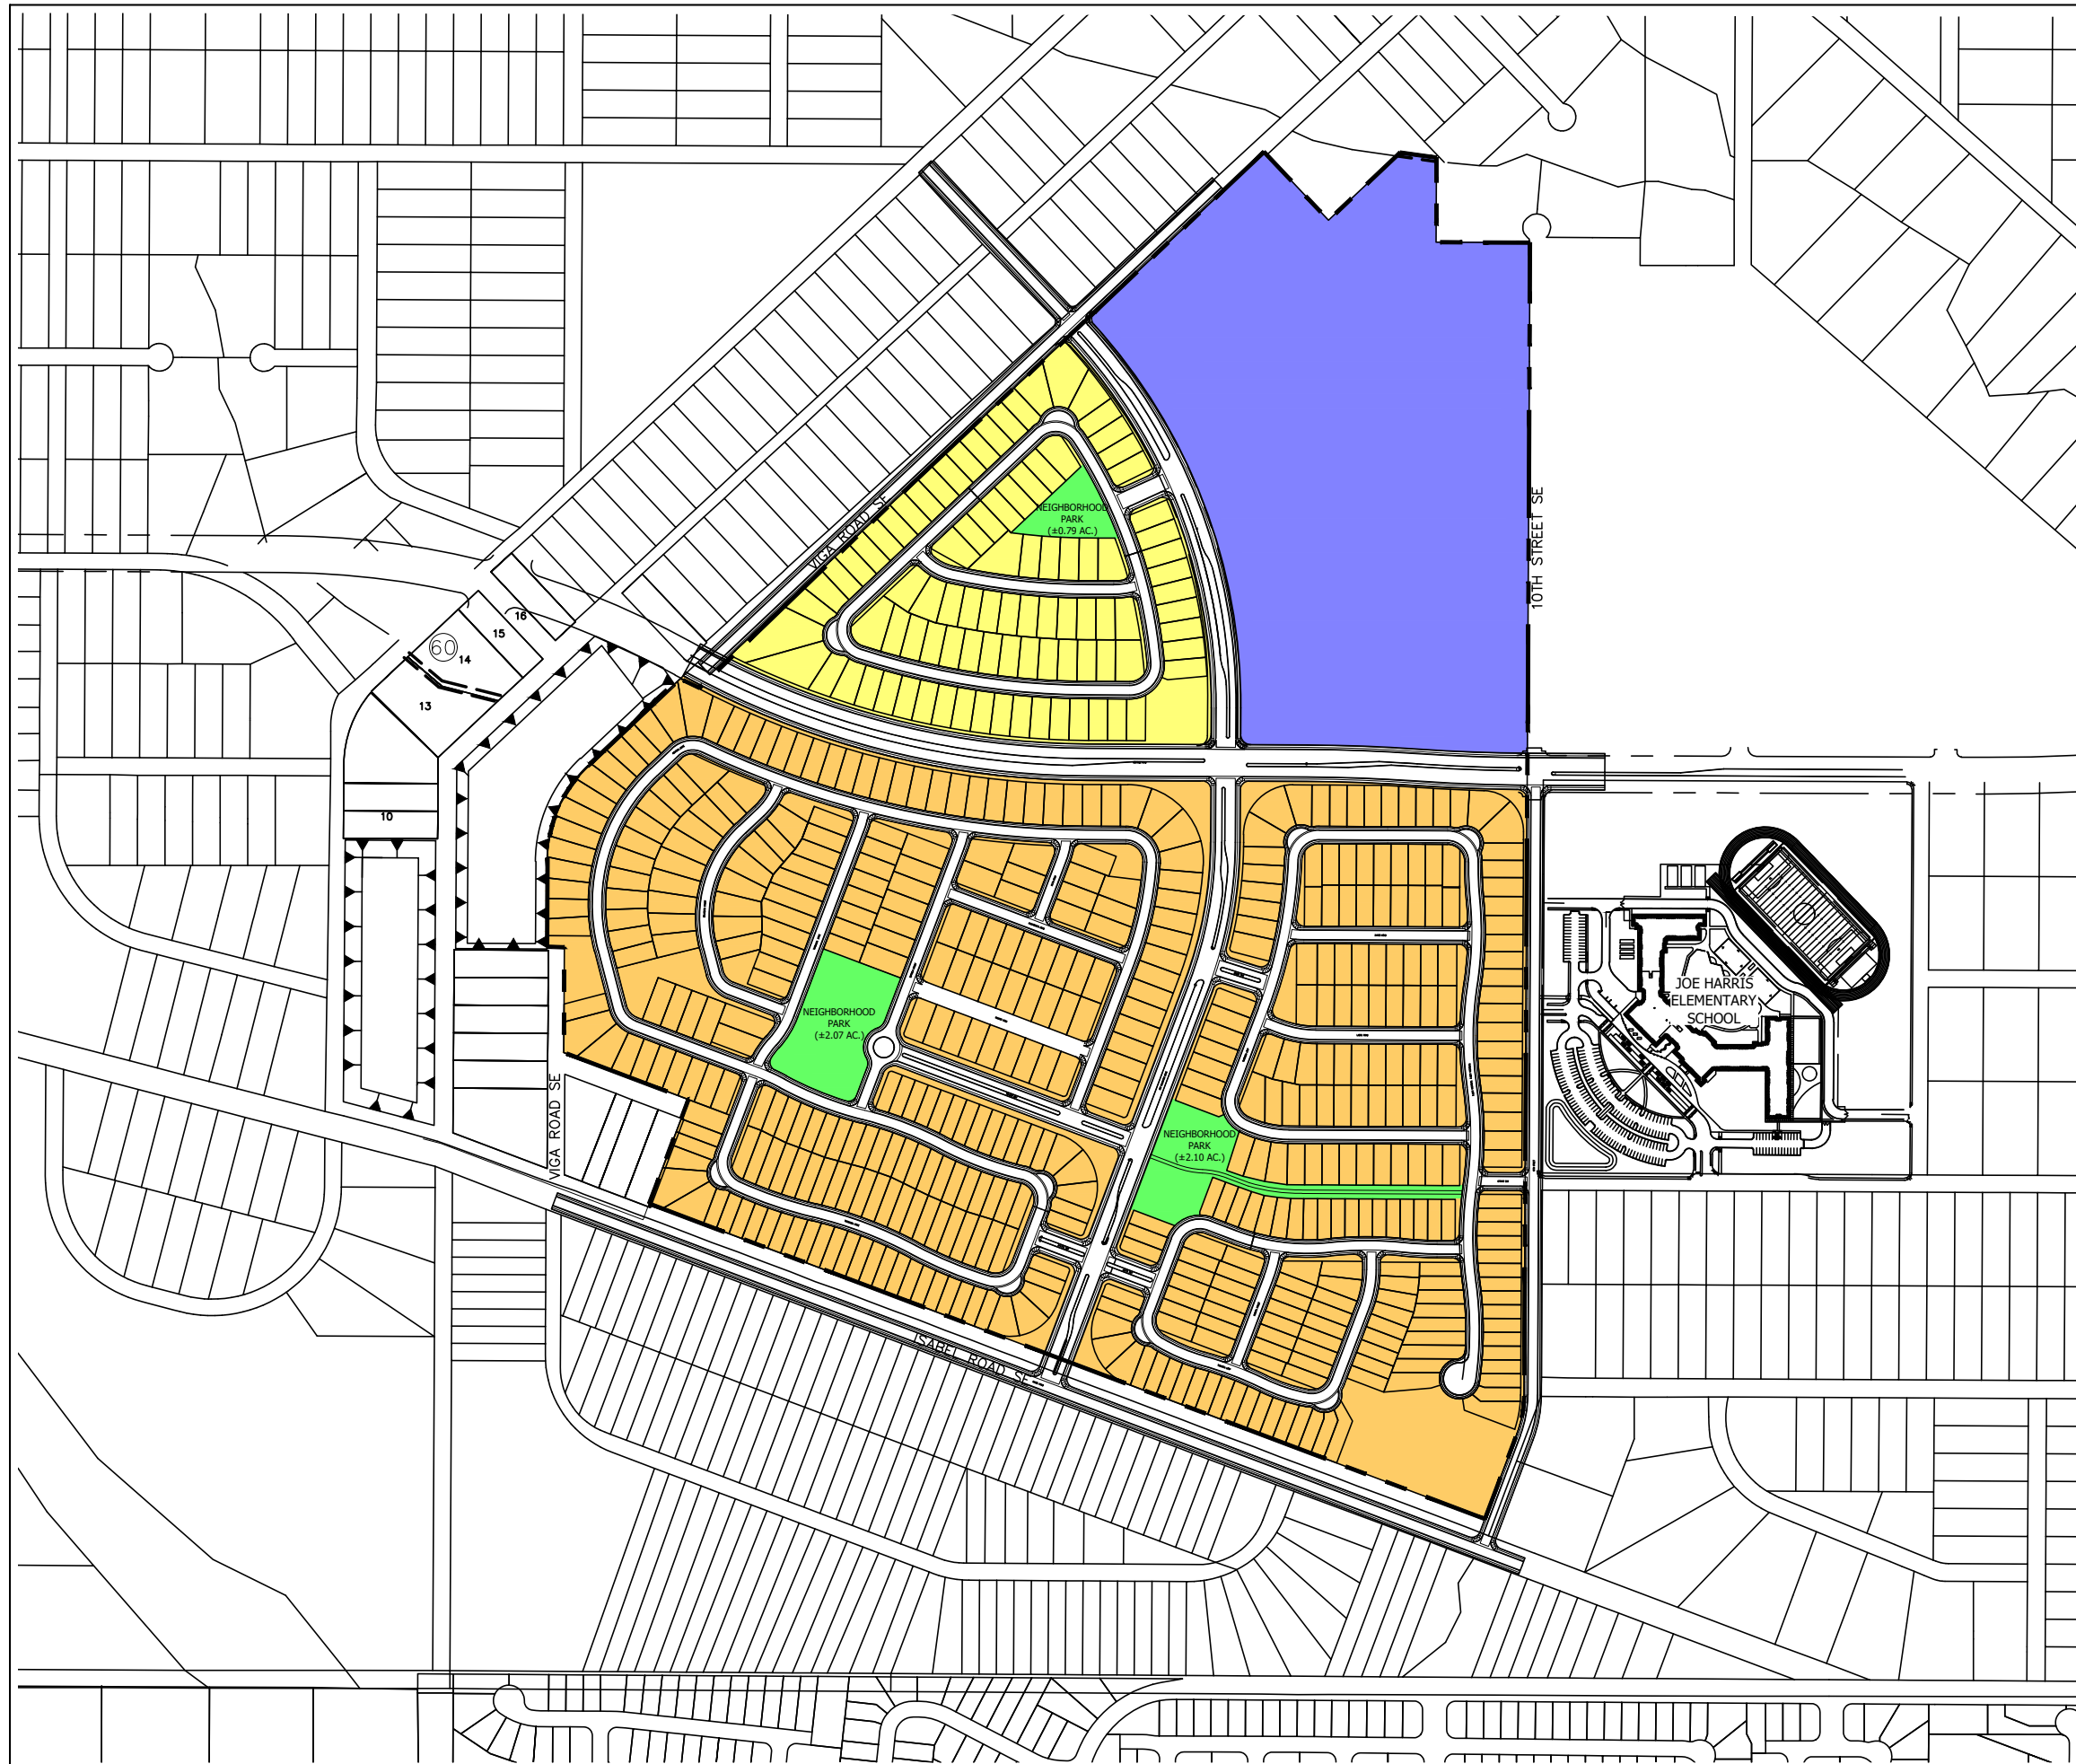 NEIGHBORHOOD
PARK
(±0.79 AC.)
VIGA ROAD SE
10TH STREET SE
16
15
60
14
13
10
JOE HARRIS
ELEMENTARY
SCHOOL
NEIGHBORHOOD
PARK
(±2.07 AC.)
VIGA ROAD SE
NEIGHBORHOOD
PARK
(±2.10 AC.)
ISABEL ROAD SE